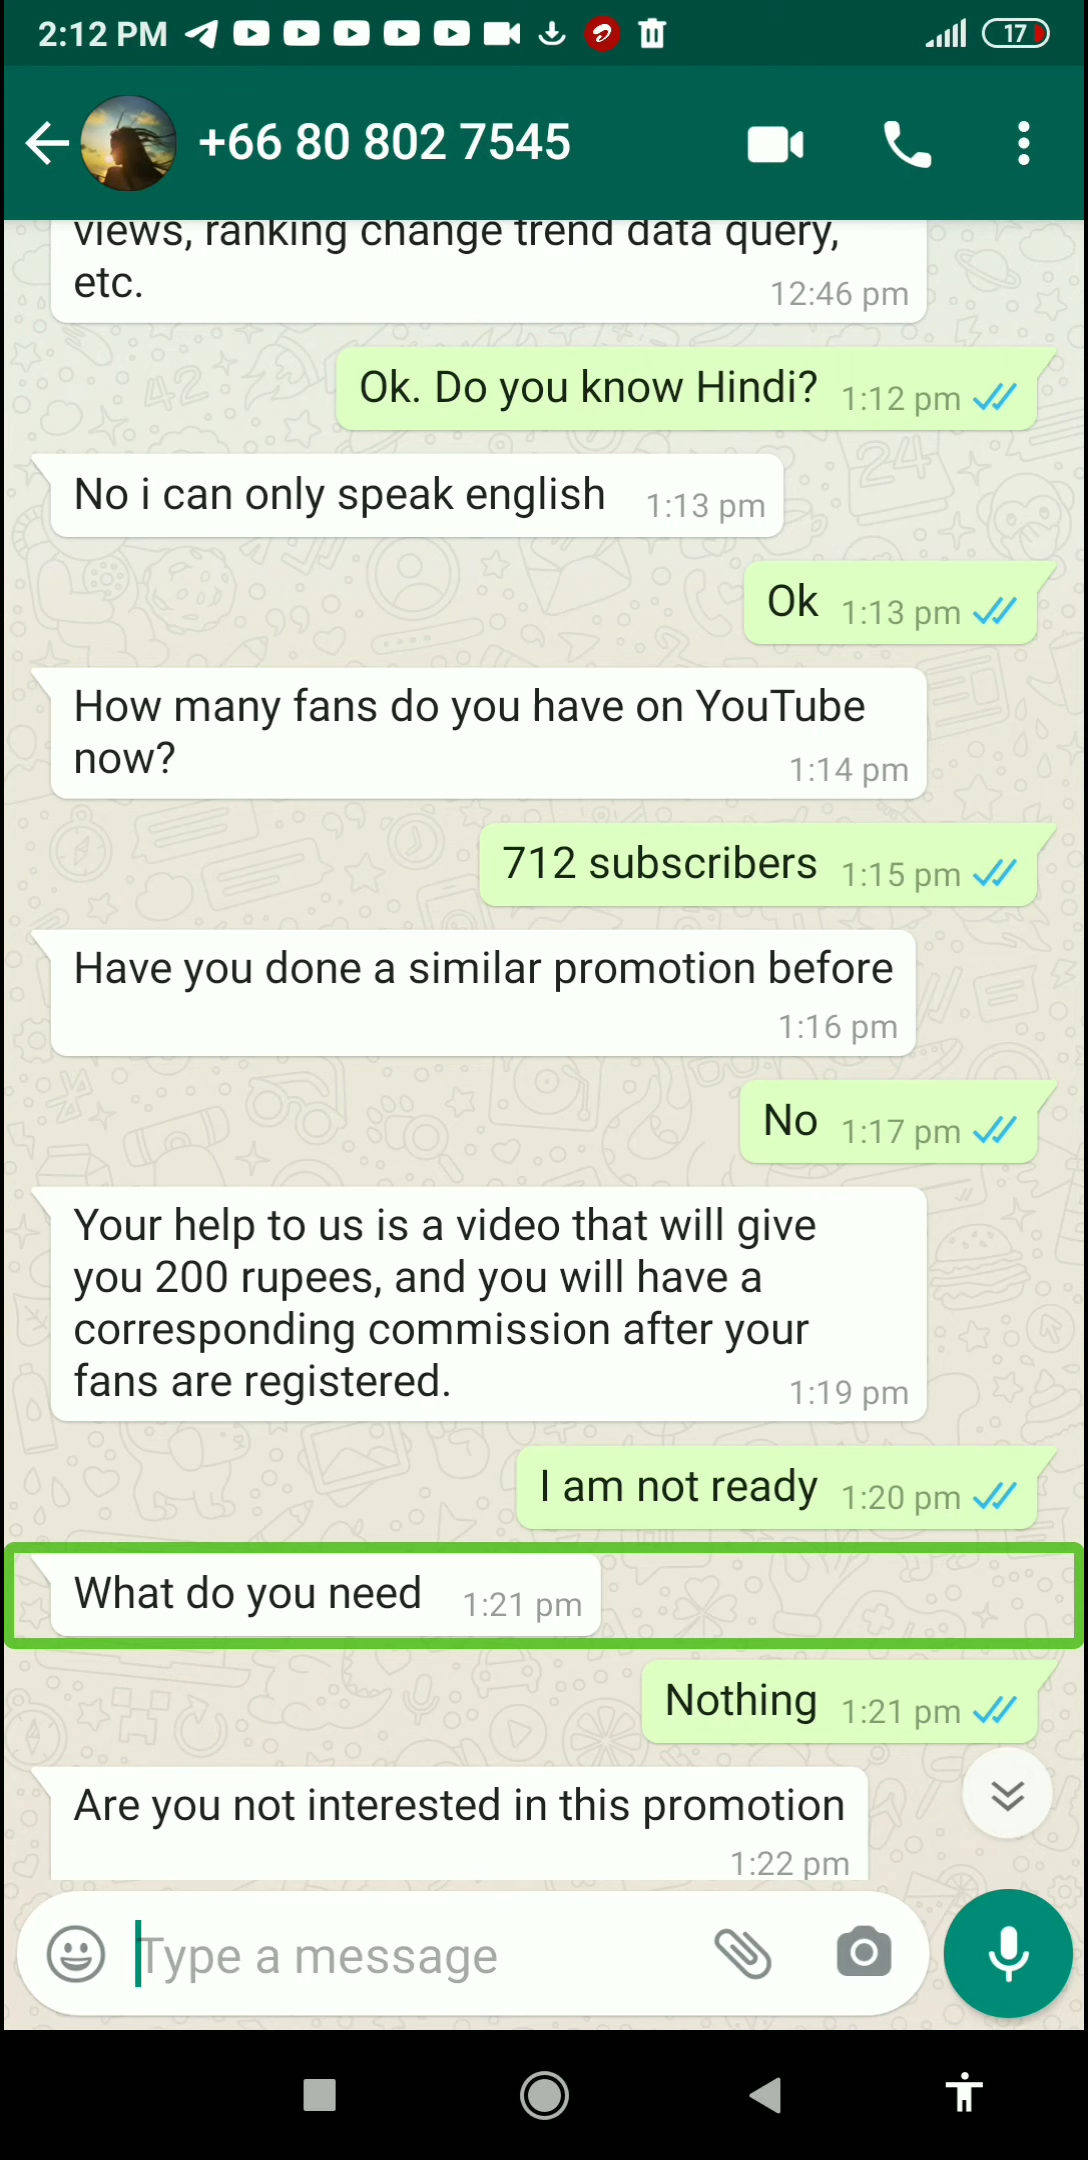 2:12 PM
17
+66 80 802 7545
views, ranking change trend data query,
etc.
12:46 pm
Ok. Do you know Hindi?
1:12 pm
No i can only speak english
1:13 pm
Ok
1:13 pm
How many fans do you have on YouTube
now?
1:14 pm
712 subscribers
1:15 pm
Have you done a similar promotion before
1:16 pm
No
1:17 pm
Your help to us is a video that will give
you 200 rupees, and you will have a
corresponding commission after your
fans are registered.
1:19 pm
I am not ready
1:20 pm
What do you need
1:21 pm
Nothing
1:21 pm
Are you not interested in this promotion
1:22 pm
Type a message